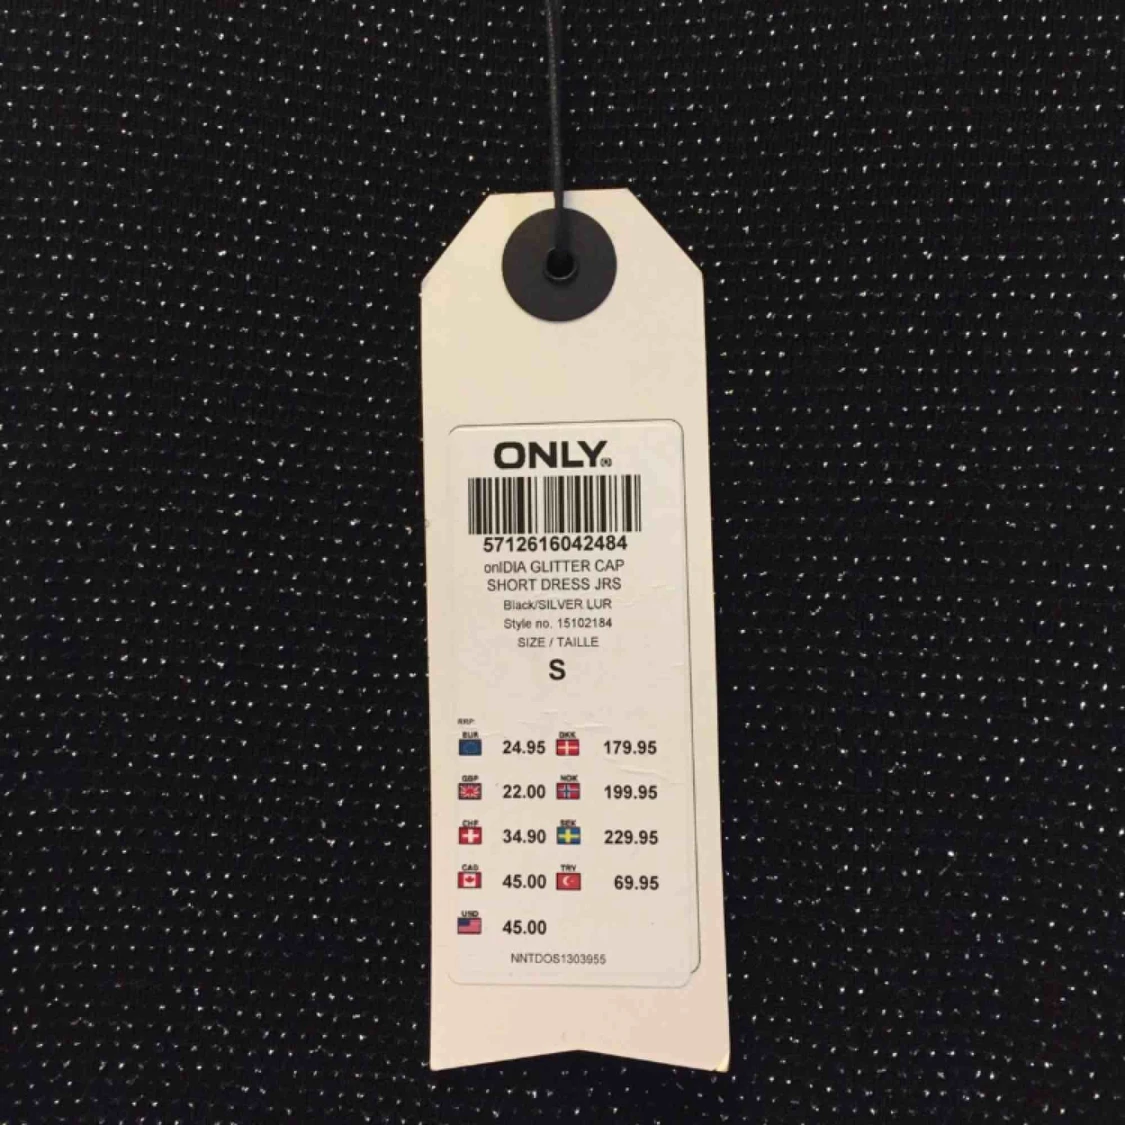 ONLY®
5712616042484
onlDIA GLITTER CAP
SHORT DRESS JRS
Black/SILVER LUR
Style no. 15102184
SIZE / TAILLE
S
RRP:
EUR 24.95 DKK 179.95
GBP 22.00 NOK 199.95
CHF 34.90 SEK 229.95
CAD 45.00 TRY 69.95
USD 45.00
NNTDOS1303955